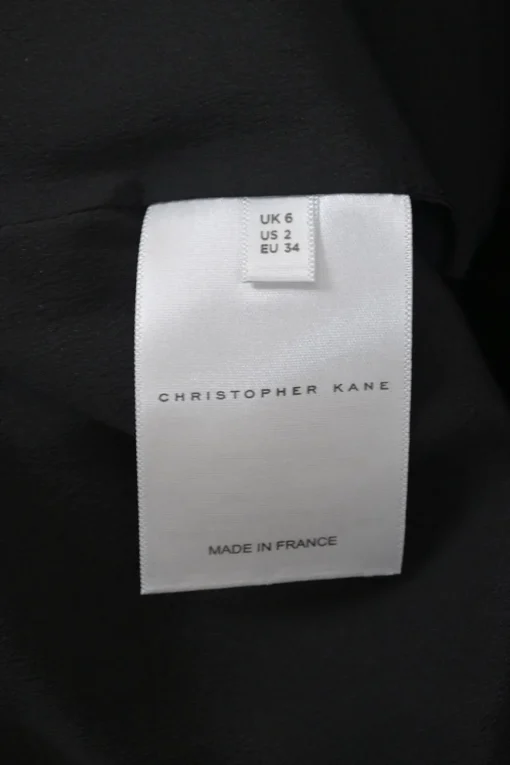 UK 6
US 2
EU 34
CHRISTOPHER KANE
MADE IN FRANCE